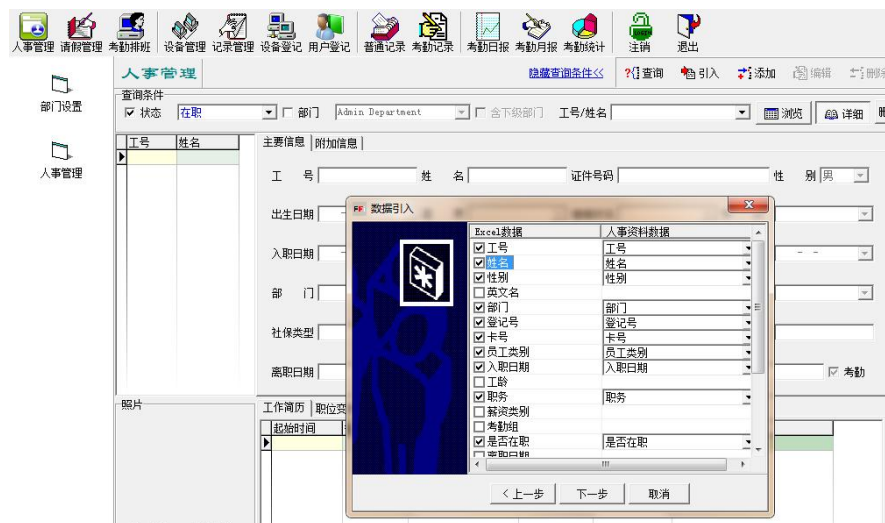 人事管理 请假管理 考勤排班 设备管理 记录管理 设备登记 用户登记 普通记录 考勤记录 考勤日报 考勤月报 考勤统计 注销 退出
部门设置
人事管理
人事管理 隐藏查询条件<< 查询 引入 添加 编辑 删除
查询条件
状态 在职 部门 Admin Department 含下级部门 工号/姓名 浏览 详细
工号 姓名
主要信息 附加信息
工 号 姓 名 证件号码 性 别 男
出生日期
入职日期
部 门
社保类型
离职日期 考勤
照片
工作简历 职位变
起始时间
数据引入
Excel数据 人事资料数据
工号 工号
姓名 姓名
性别 性别
英文名
部门 部门
登记号 登记号
卡号 卡号
员工类别 员工类别
入职日期 入职日期
工龄
职务 职务
薪资类别
考勤组
是否在职 是否在职
离职日期
<上一步 下一步 取消